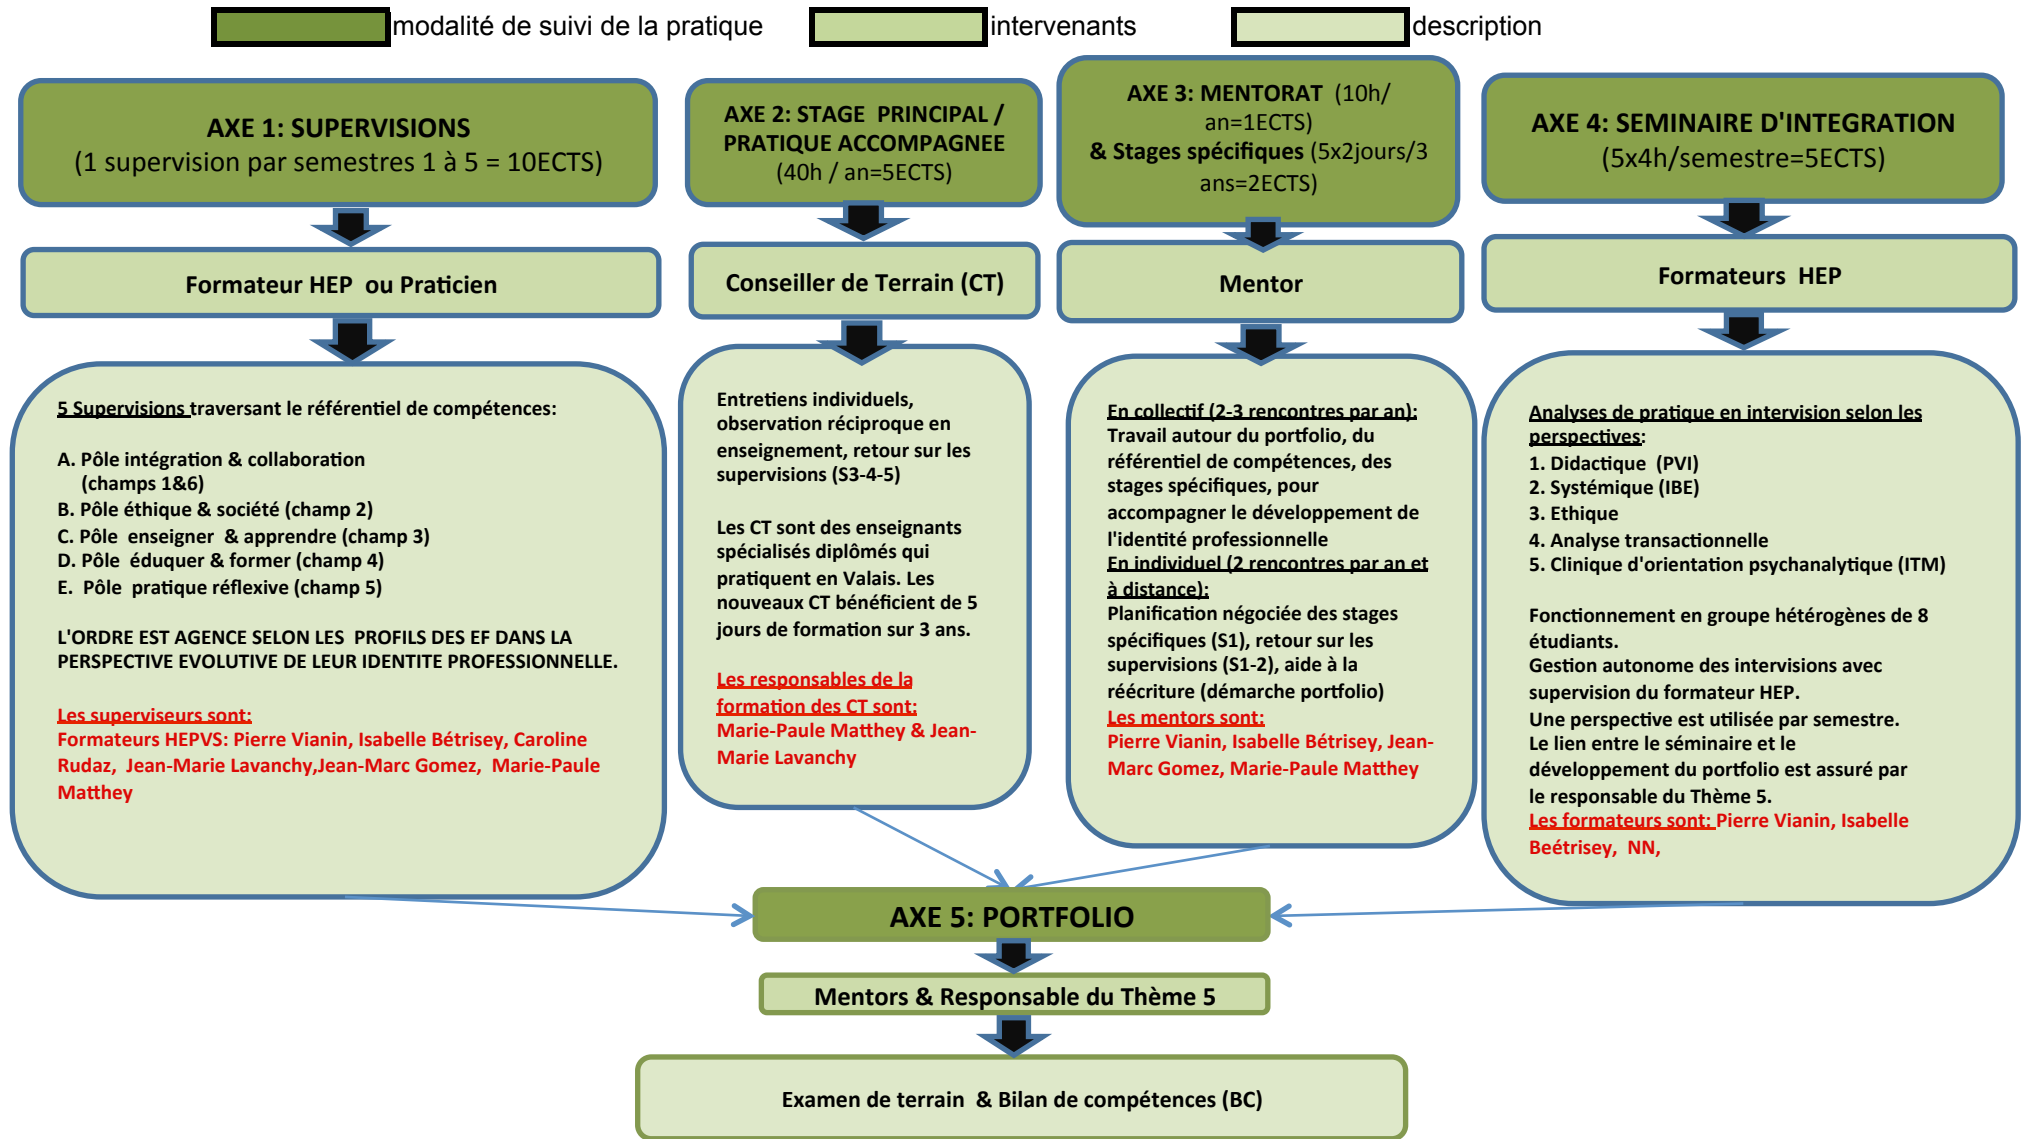 modalité de suivi de la pratique
intervenants
description
AXE 1: SUPERVISIONS
(1 supervision par semestres 1 à 5 = 10ECTS)
Formateur HEP ou Praticien
5 Supervisions traversant le référentiel de compétences:
A. Pôle intégration & collaboration
(champs 1&6)
B. Pôle éthique & société (champ 2)
C. Pôle enseigner & apprendre (champ 3)
D. Pôle éduquer & former (champ 4)
E. Pôle pratique réflexive (champ 5)
L'ORDRE EST AGENCE SELON LES PROFILS DES EF DANS LA
PERSPECTIVE EVOLUTIVE DE LEUR IDENTITE PROFESSIONNELLE.
Les superviseurs sont:
Formateurs HEPVS: Pierre Vianin, Isabelle Bétrisey, Caroline
Rudaz, Jean-Marie Lavanchy,Jean-Marc Gomez, Marie-Paule
Matthey
AXE 2: STAGE PRINCIPAL /
PRATIQUE ACCOMPAGNEE
(40h / an=5ECTS)
Conseiller de Terrain (CT)
Entretiens individuels,
observation réciproque en
enseignement, retour sur les
supervisions (S3-4-5)
Les CT sont des enseignants
spécialisés diplômés qui
pratiquent en Valais. Les
nouveaux CT bénéficient de 5
jours de formation sur 3 ans.
Les responsables de la
formation des CT sont:
Marie-Paule Matthey & Jean-
Marie Lavanchy
AXE 3: MENTORAT (10h/
an=1ECTS)
& Stages spécifiques (5x2jours/3
ans=2ECTS)
Mentor
En collectif (2-3 rencontres par an):
Travail autour du portfolio, du
référentiel de compétences, des
stages spécifiques, pour
accompagner le développement de
l'identité professionnelle
En individuel (2 rencontres par an et
à distance):
Planification négociée des stages
spécifiques (S1), retour sur les
supervisions (S1-2), aide à la
réécriture (démarche portfolio)
Les mentors sont:
Pierre Vianin, Isabelle Bétrisey, Jean-
Marc Gomez, Marie-Paule Matthey
AXE 4: SEMINAIRE D'INTEGRATION
(5x4h/semestre=5ECTS)
Formateurs HEP
Analyses de pratique en intervision selon les
perspectives:
1. Didactique (PVI)
2. Systémique (IBE)
3. Ethique
4. Analyse transactionnelle
5. Clinique d'orientation psychanalytique (ITM)
Fonctionnement en groupe hétérogènes de 8
étudiants.
Gestion autonome des intervisions avec
supervision du formateur HEP.
Une perspective est utilisée par semestre.
Le lien entre le séminaire et le
développement du portfolio est assuré par
le responsable du Thème 5.
Les formateurs sont: Pierre Vianin, Isabelle
Beétrisey, NN,
AXE 5: PORTFOLIO
Mentors & Responsable du Thème 5
Examen de terrain & Bilan de compétences (BC)